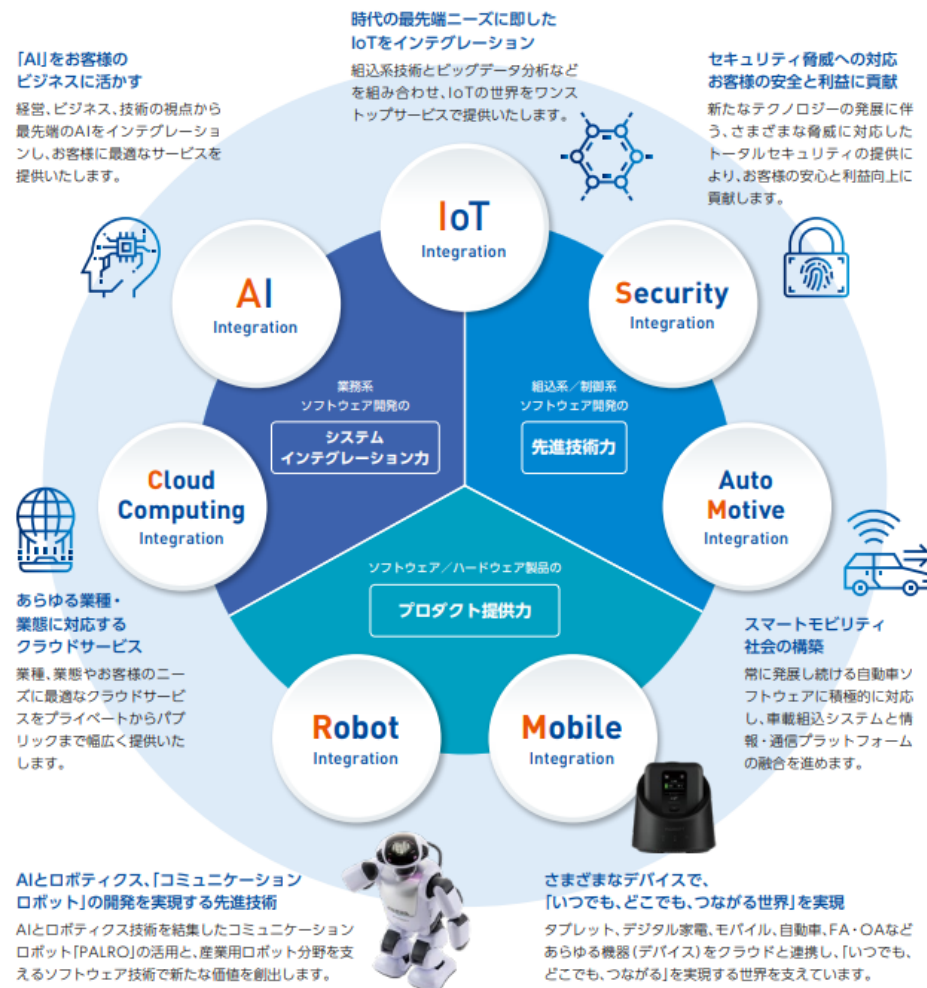 時代の最先端ニーズに即した
IoTをインテグレーション
組込系技術とビッグデータ分析など
を組み合わせ、IoTの世界をワンス
トップサービスで提供いたします。
「AI」をお客様の
ビジネスに活かす
経営、ビジネス、技術の視点から
最先端のAIをインテグレーショ
ンし、お客様に最適なサービスを
提供いたします。
セキュリティ脅威への対応
お客様の安全と利益に貢献
新たなテクノロジーの発展に伴
う、さまざまな脅威に対応した
トータルセキュリティの提供に
より、お客様の安心と利益向上に
貢献します。
IoT
Integration
AI
Integration
Security
Integration
業務系
ソフトウェア開発の
システム
インテグレーション力
組込系／制御系
ソフトウェア開発の
先進技術力
Cloud
Computing
Integration
Auto
Motive
Integration
ソフトウェア／ハードウェア製品の
プロダクト提供力
あらゆる業種・
業態に対応する
クラウドサービス
業種、業態やお客様のニー
ズに最適なクラウドサービ
スをプライベートからパブ
リックまで幅広く提供いた
します。
スマートモビリティ
社会の構築
常に発展し続ける自動車ソ
フトウェアに積極的に対応
し、車載組込システムと情
報・通信プラットフォーム
の融合を進めます。
Robot
Integration
Mobile
Integration
AIとロボティクス、「コミュニケーション
ロボット」の開発を実現する先進技術
AIとロボティクス技術を結集したコミュニケーション
ロボット「PALRO」の活用と、産業用ロボット分野を支
えるソフトウェア技術で新たな価値を創出します。
さまざまなデバイスで、
「いつでも、どこでも、つながる世界」を実現
タブレット、デジタル家電、モバイル、自動車、FA・OAなど
あらゆる機器(デバイス)をクラウドと連携し、「いつでも、
どこでも、つながる」を実現する世界を支えています。